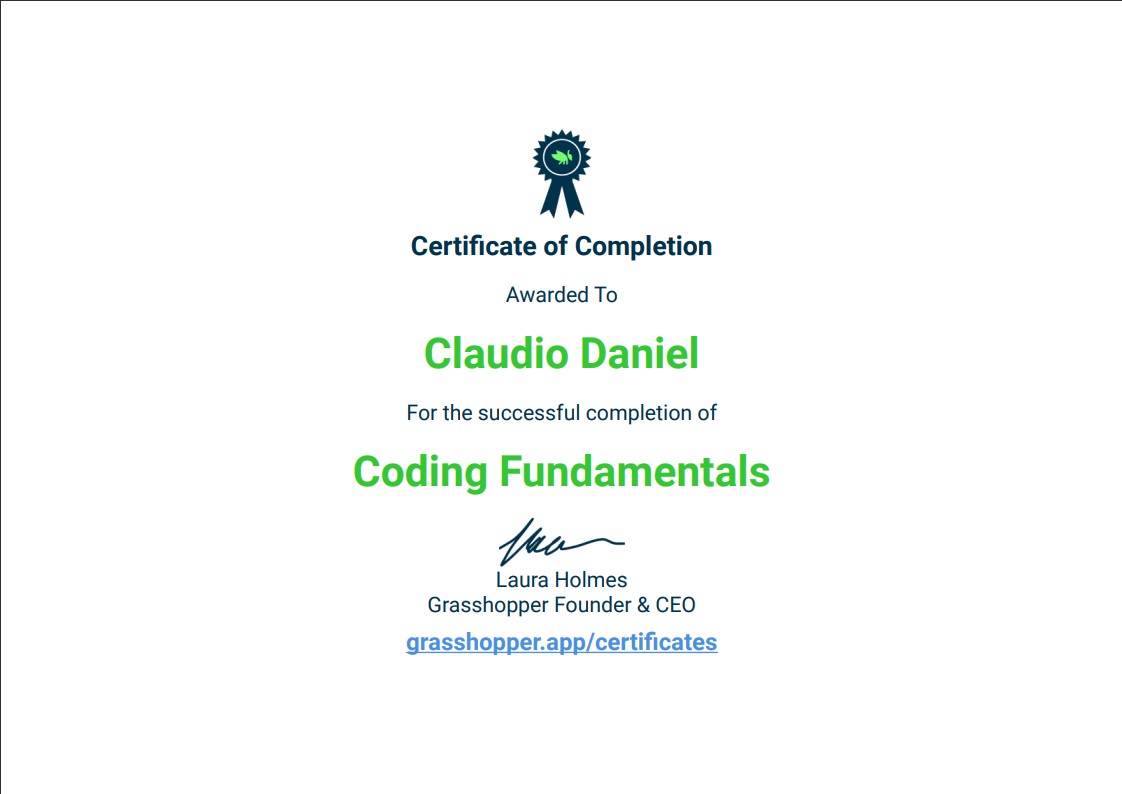 Certificate of Completion
Awarded To
Claudio Daniel
For the successful completion of
Coding Fundamentals
Laura Holmes
Grasshopper Founder & CEO
grasshopper.app/certificates